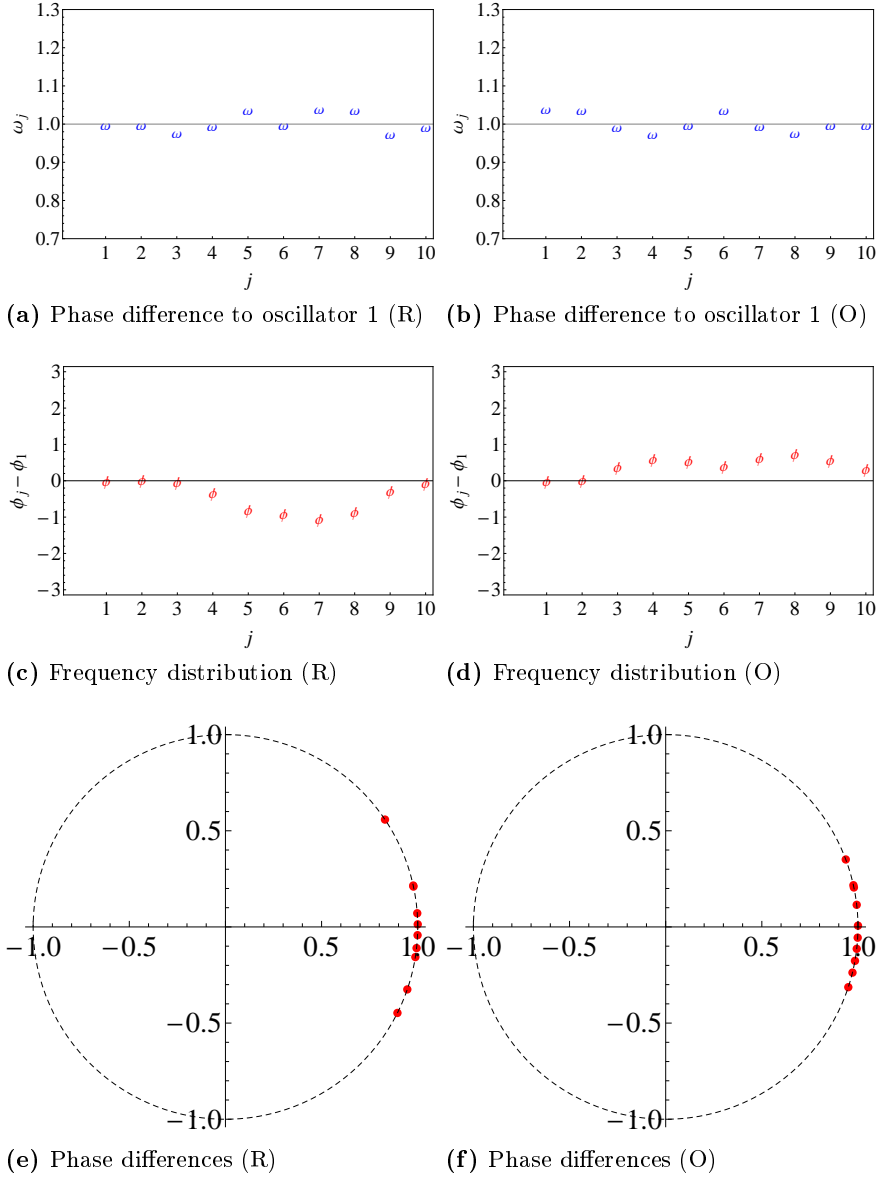 1.3 1.3
1.2 1.2
1.1 1.1
1.0 1.0
0.9 0.9
0.8 0.8
0.7 0.7
ωj ωj
ω ω ω ω ω ω ω ω ω ω
ω ω ω ω ω ω ω ω ω ω
1 2 3 4 5 6 7 8 9 10 1 2 3 4 5 6 7 8 9 10
j j
(a) Phase difference to oscillator 1 (R) (b) Phase difference to oscillator 1 (O)
3 3
2 2
1 1
0 0
−1 −1
−2 −2
−3 −3
ϕj − ϕ1 ϕj − ϕ1
ϕ ϕ ϕ ϕ ϕ ϕ ϕ ϕ ϕ ϕ
ϕ ϕ ϕ ϕ ϕ ϕ ϕ ϕ ϕ ϕ
1 2 3 4 5 6 7 8 9 10 1 2 3 4 5 6 7 8 9 10
j j
(c) Frequency distribution (R) (d) Frequency distribution (O)
1.0 1.0
0.5 0.5
−1.0 −0.5 0.5 1.0 −1.0 −0.5 0.5 1.0
−0.5 −0.5
−1.0 −1.0
(e) Phase differences (R) (f) Phase differences (O)